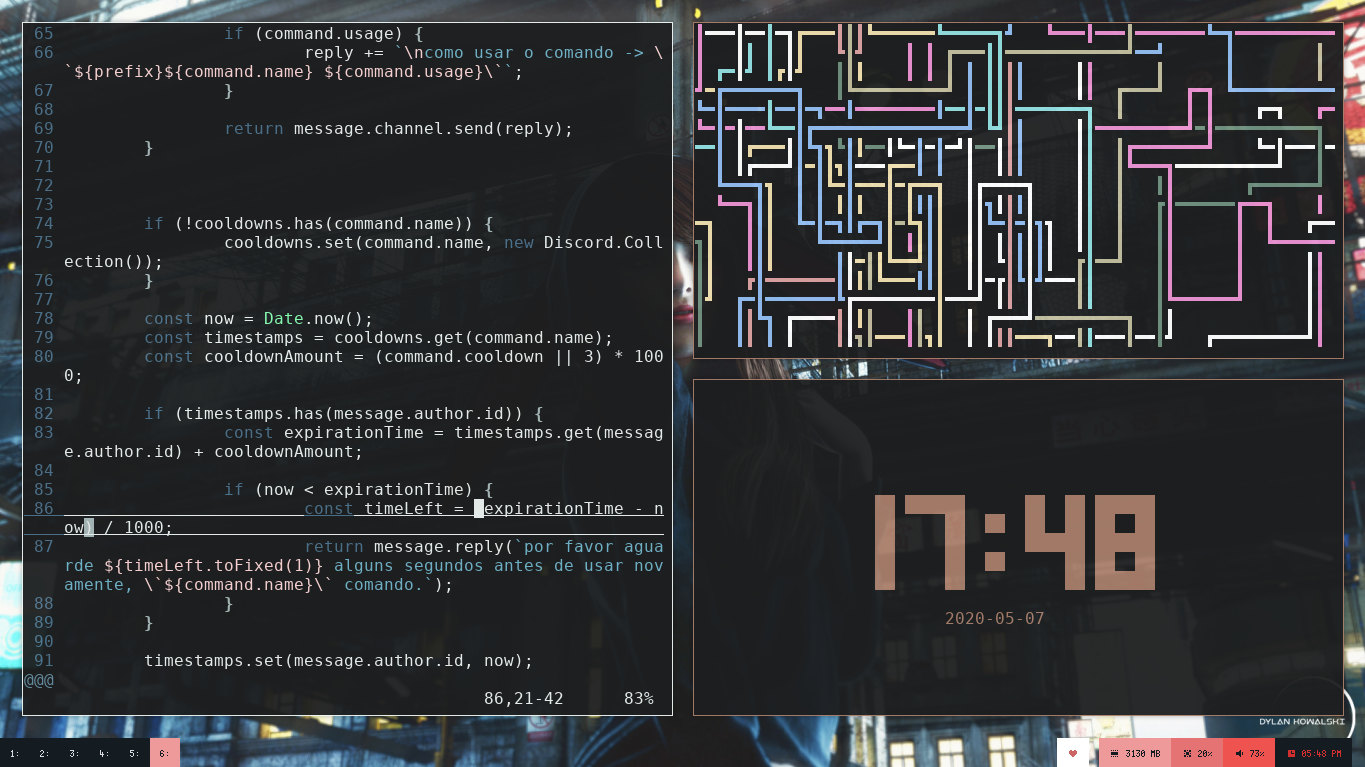 65 if (command.usage) {
66 reply += `\ncomo usar o comando -> \
`${prefix}${command.name} ${command.usage}\``;
67 }
68
69 return message.channel.send(reply);
70 }
71
72
73
74 if (!cooldowns.has(command.name)) {
75 cooldowns.set(command.name, new Discord.Coll
ection());
76 }
77
78 const now = Date.now();
79 const timestamps = cooldowns.get(command.name);
80 const cooldownAmount = (command.cooldown || 3) * 100
0;
81
82 if (timestamps.has(message.author.id)) {
83 const expirationTime = timestamps.get(messag
e.author.id) + cooldownAmount;
84
85 if (now < expirationTime) {
86 const timeLeft = (expirationTime - n
ow) / 1000;
87 return message.reply(`por favor agua
rde ${timeLeft.toFixed(1)} alguns segundos antes de usar nov
amente, \`${command.name}\` comando.`);
88 }
89 }
90
91 timestamps.set(message.author.id, now);
@@@
86,21-42 83%
17:48
2020-05-07
DYLAN KOWALSKI
1: 2: 3: 4: 5: 6: 3130 MB 20% 73% 05:48 PM